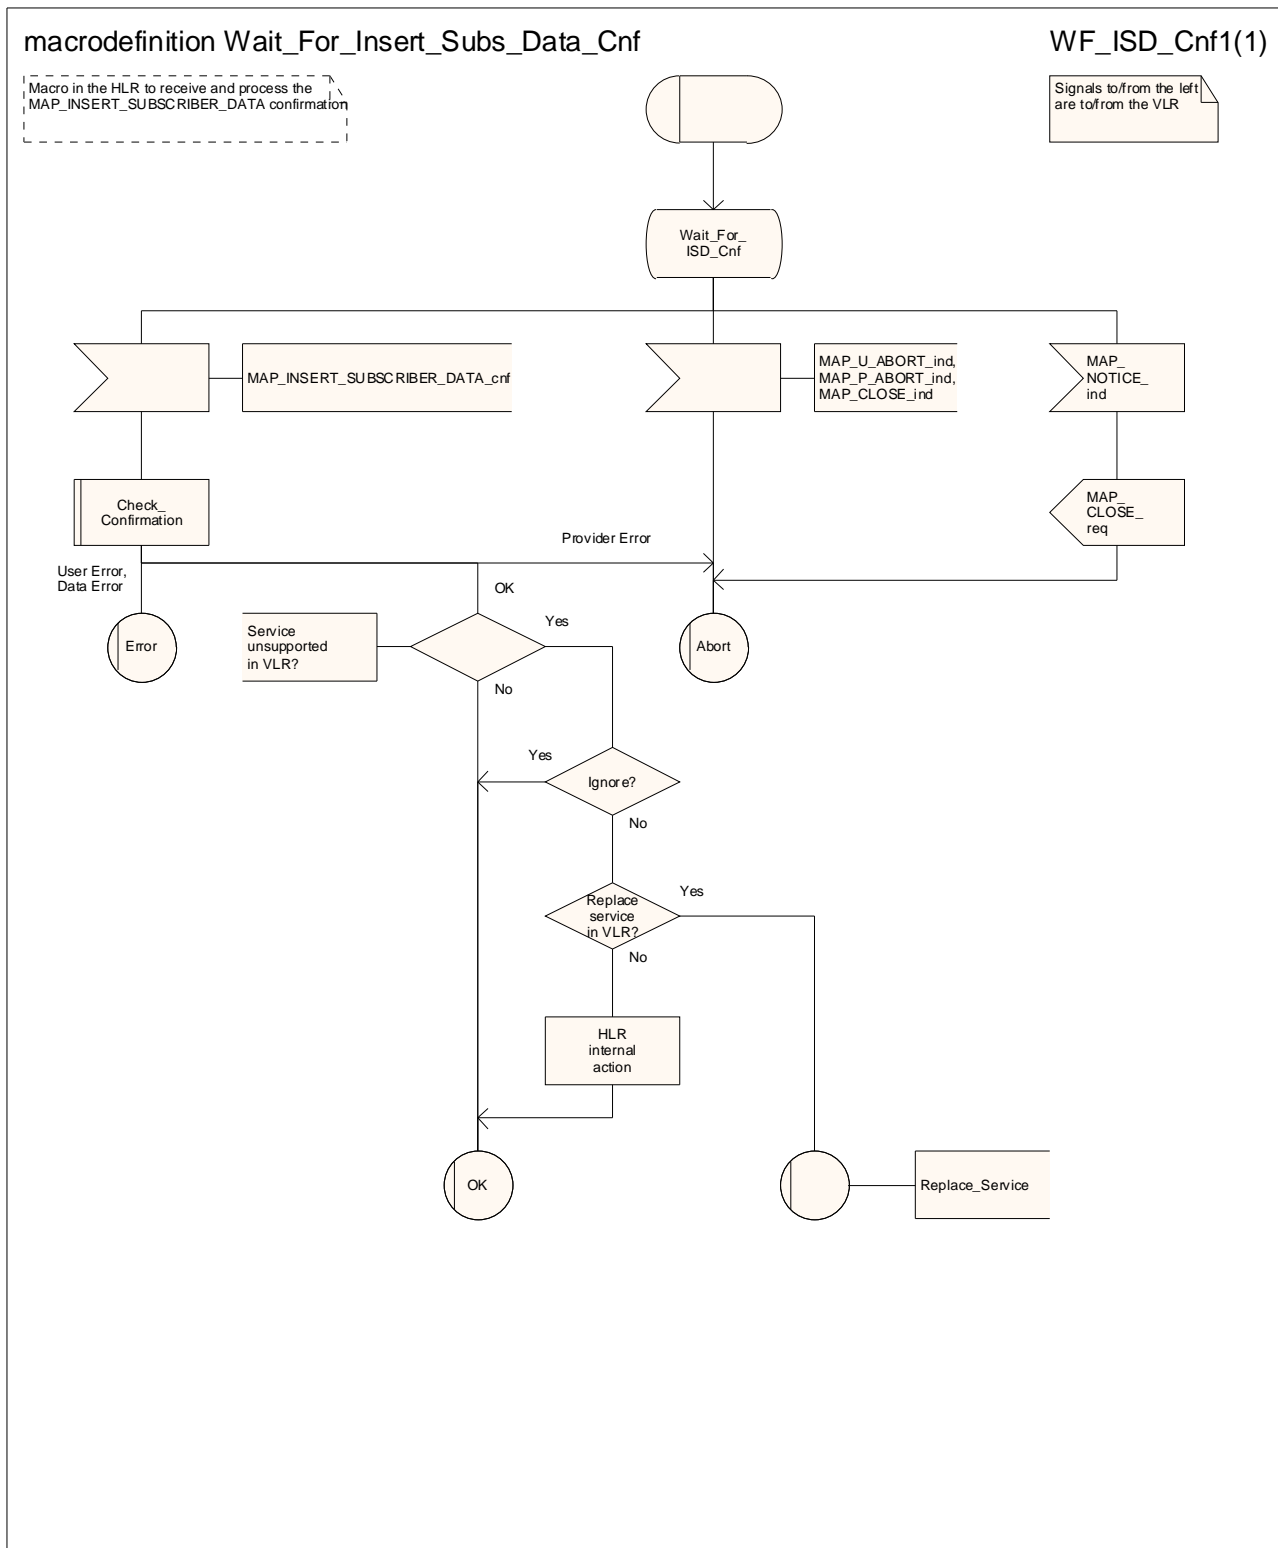 macrodefinition Wait_For_Insert_Subs_Data_Cnf
WF_ISD_Cnf1(1)
Macro in the HLR to receive and process the
MAP_INSERT_SUBSCRIBER_DATA confirmation
Signals to/from the left
are to/from the VLR
Wait_For_
ISD_Cnf
MAP_INSERT_SUBSCRIBER_DATA_cnf
MAP_U_ABORT_ind,
MAP_P_ABORT_ind,
MAP_CLOSE_ind
MAP_
NOTICE_
ind
Check_
Confirmation
MAP_
CLOSE_
req
Provider Error
User Error,
Data Error
OK
Error
Service
unsupported
in VLR?
Yes
Abort
No
Yes
Ignore?
No
Replace
service
in VLR?
Yes
No
HLR
internal
action
OK
Replace_Service